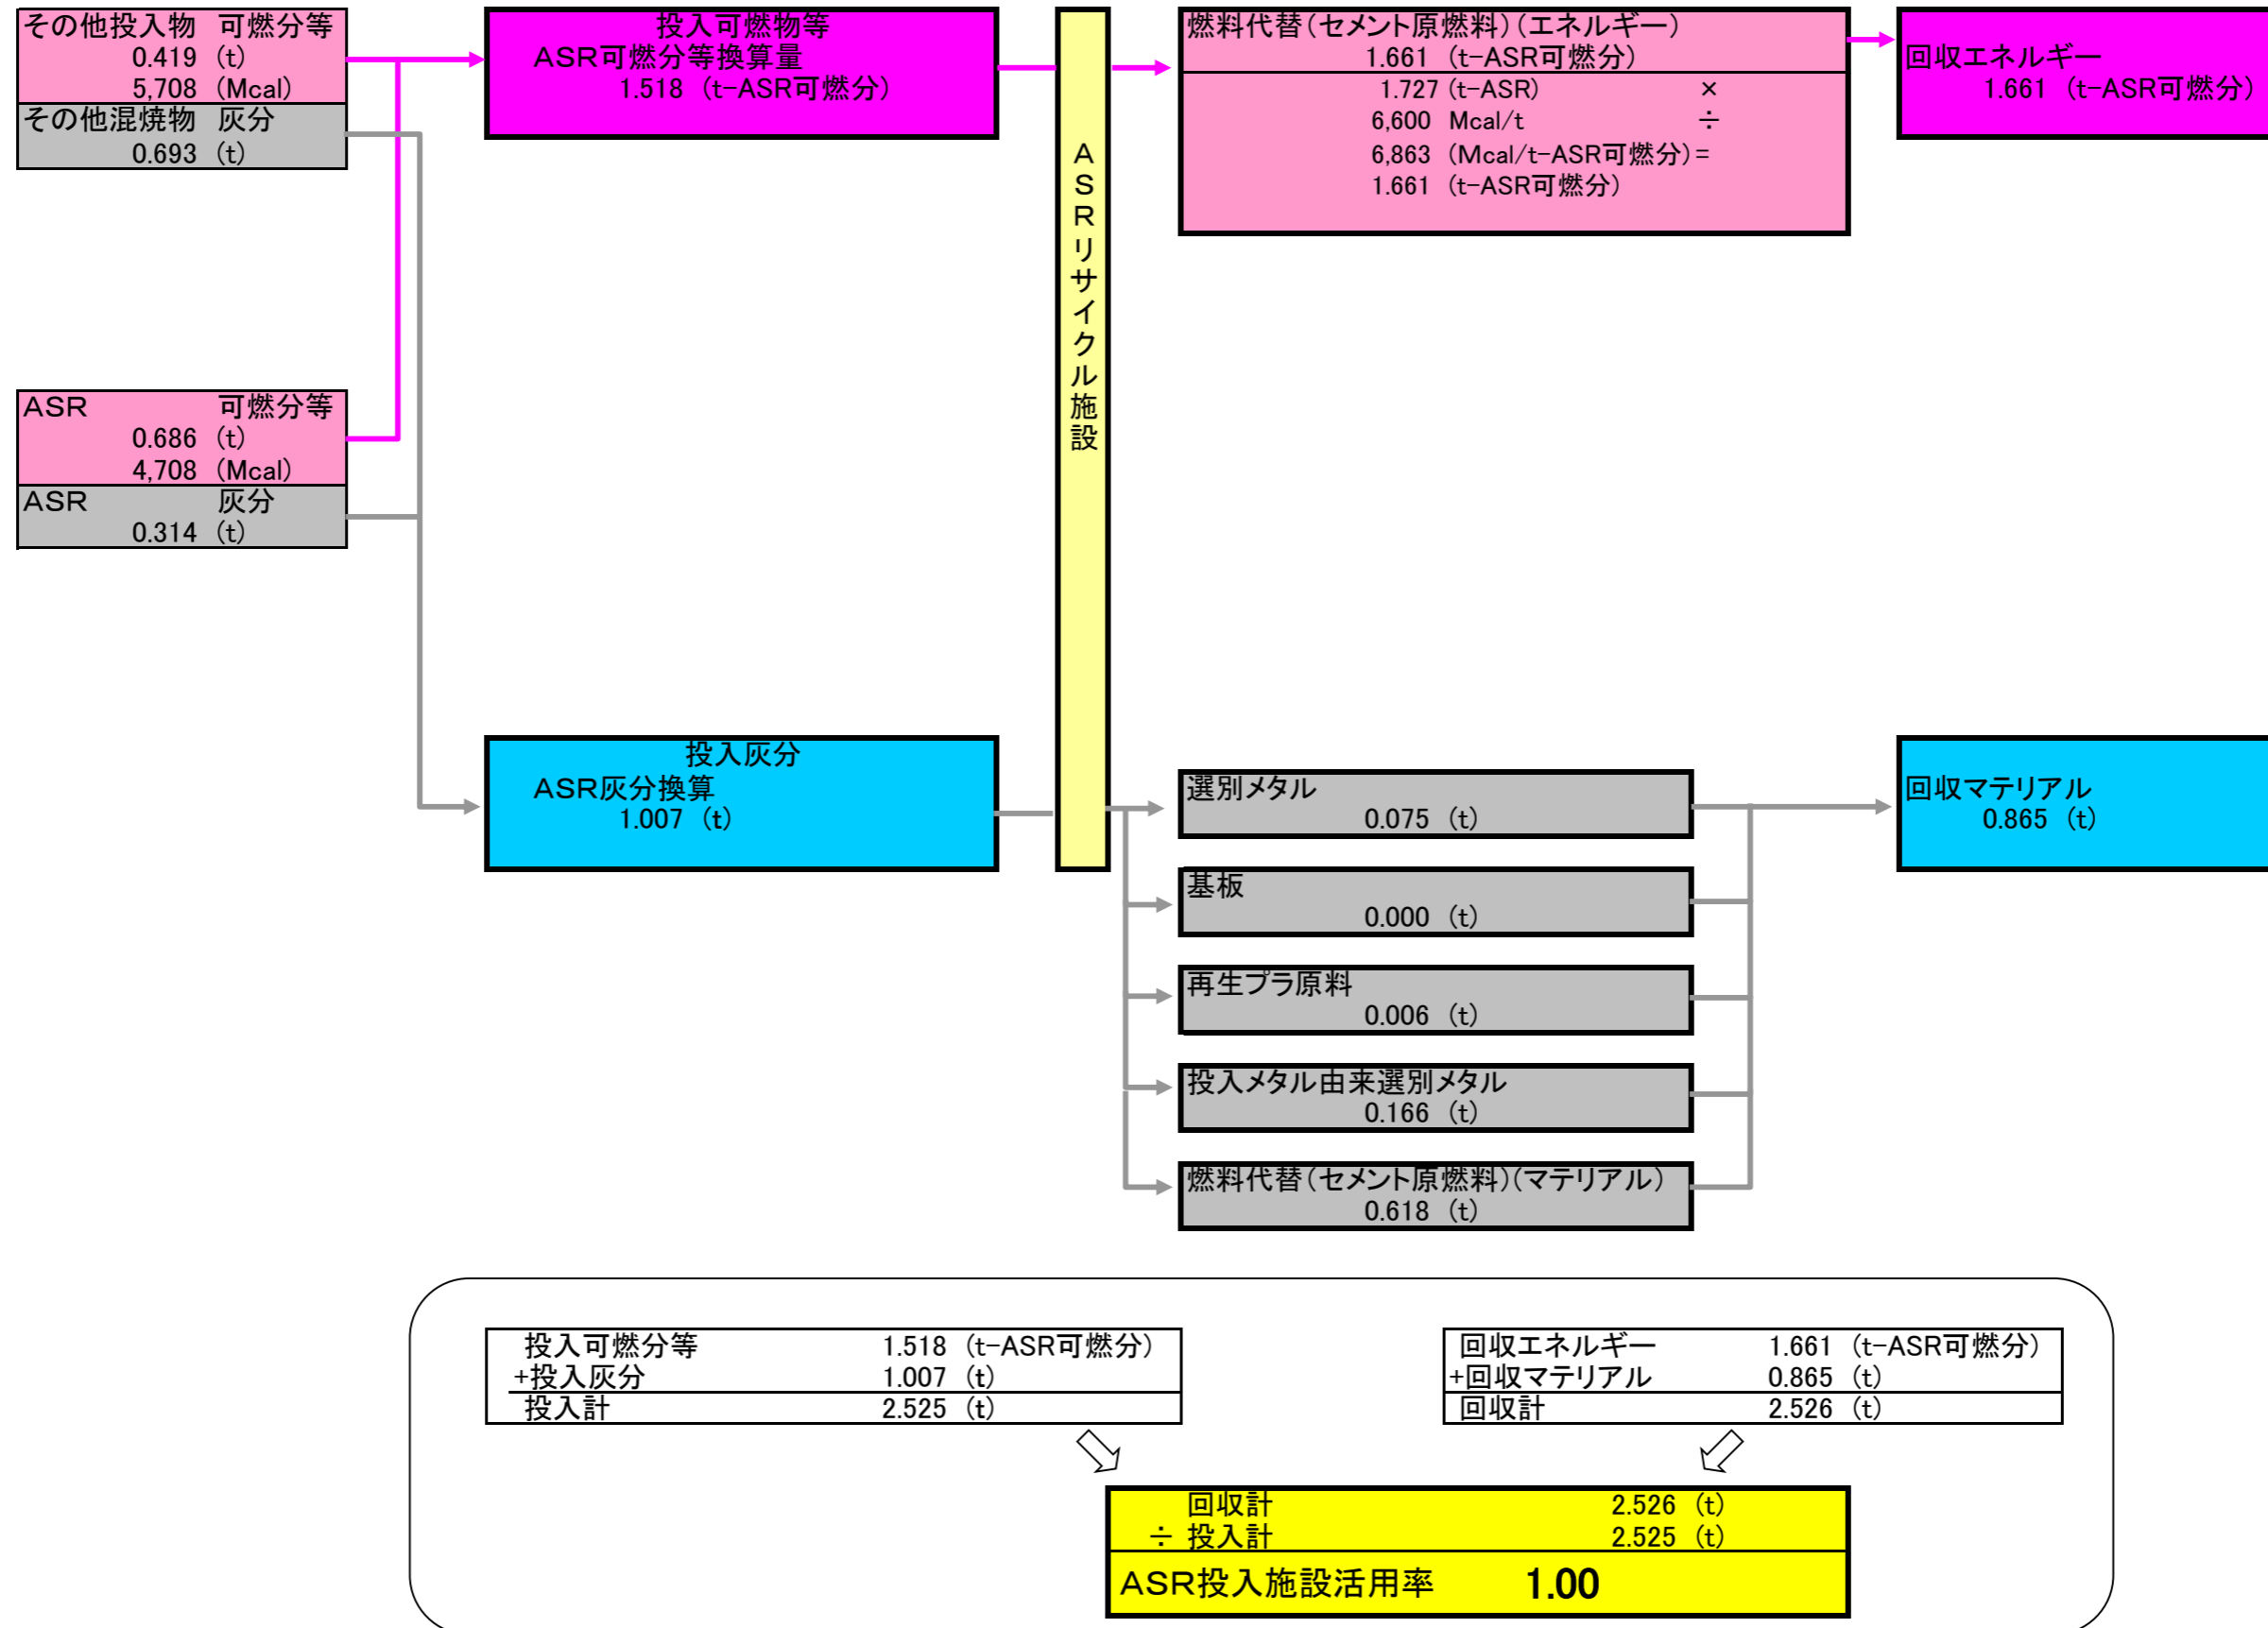 その他投入物 可燃分等
0.419 (t)
5,708 (Mcal)
その他混焼物 灰分
0.693 (t)
ASR 可燃分等
0.686 (t)
4,708 (Mcal)
ASR 灰分
0.314 (t)
投入可燃物等
ASR可燃分等換算量
1.518 (t-ASR可燃分)
投入灰分
ASR灰分換算
1.007 (t)
ASRリサイクル施設
燃料代替(セメント原燃料)(エネルギー)
1.661 (t-ASR可燃分)
1.727 (t-ASR) ×
6,600 Mcal/t ÷
6,863 (Mcal/t-ASR可燃分)=
1.661 (t-ASR可燃分)
回収エネルギー
1.661 (t-ASR可燃分)
選別メタル
0.075 (t)
基板
0.000 (t)
再生プラ原料
0.006 (t)
投入メタル由来選別メタル
0.166 (t)
燃料代替(セメント原燃料)(マテリアル)
0.618 (t)
回収マテリアル
0.865 (t)
投入可燃分等 1.518 (t-ASR可燃分)
+投入灰分 1.007 (t)
投入計 2.525 (t)
回収エネルギー 1.661 (t-ASR可燃分)
+回収マテリアル 0.865 (t)
回収計 2.526 (t)
回収計 2.526 (t)
÷ 投入計 2.525 (t)
ASR投入施設活用率 1.00